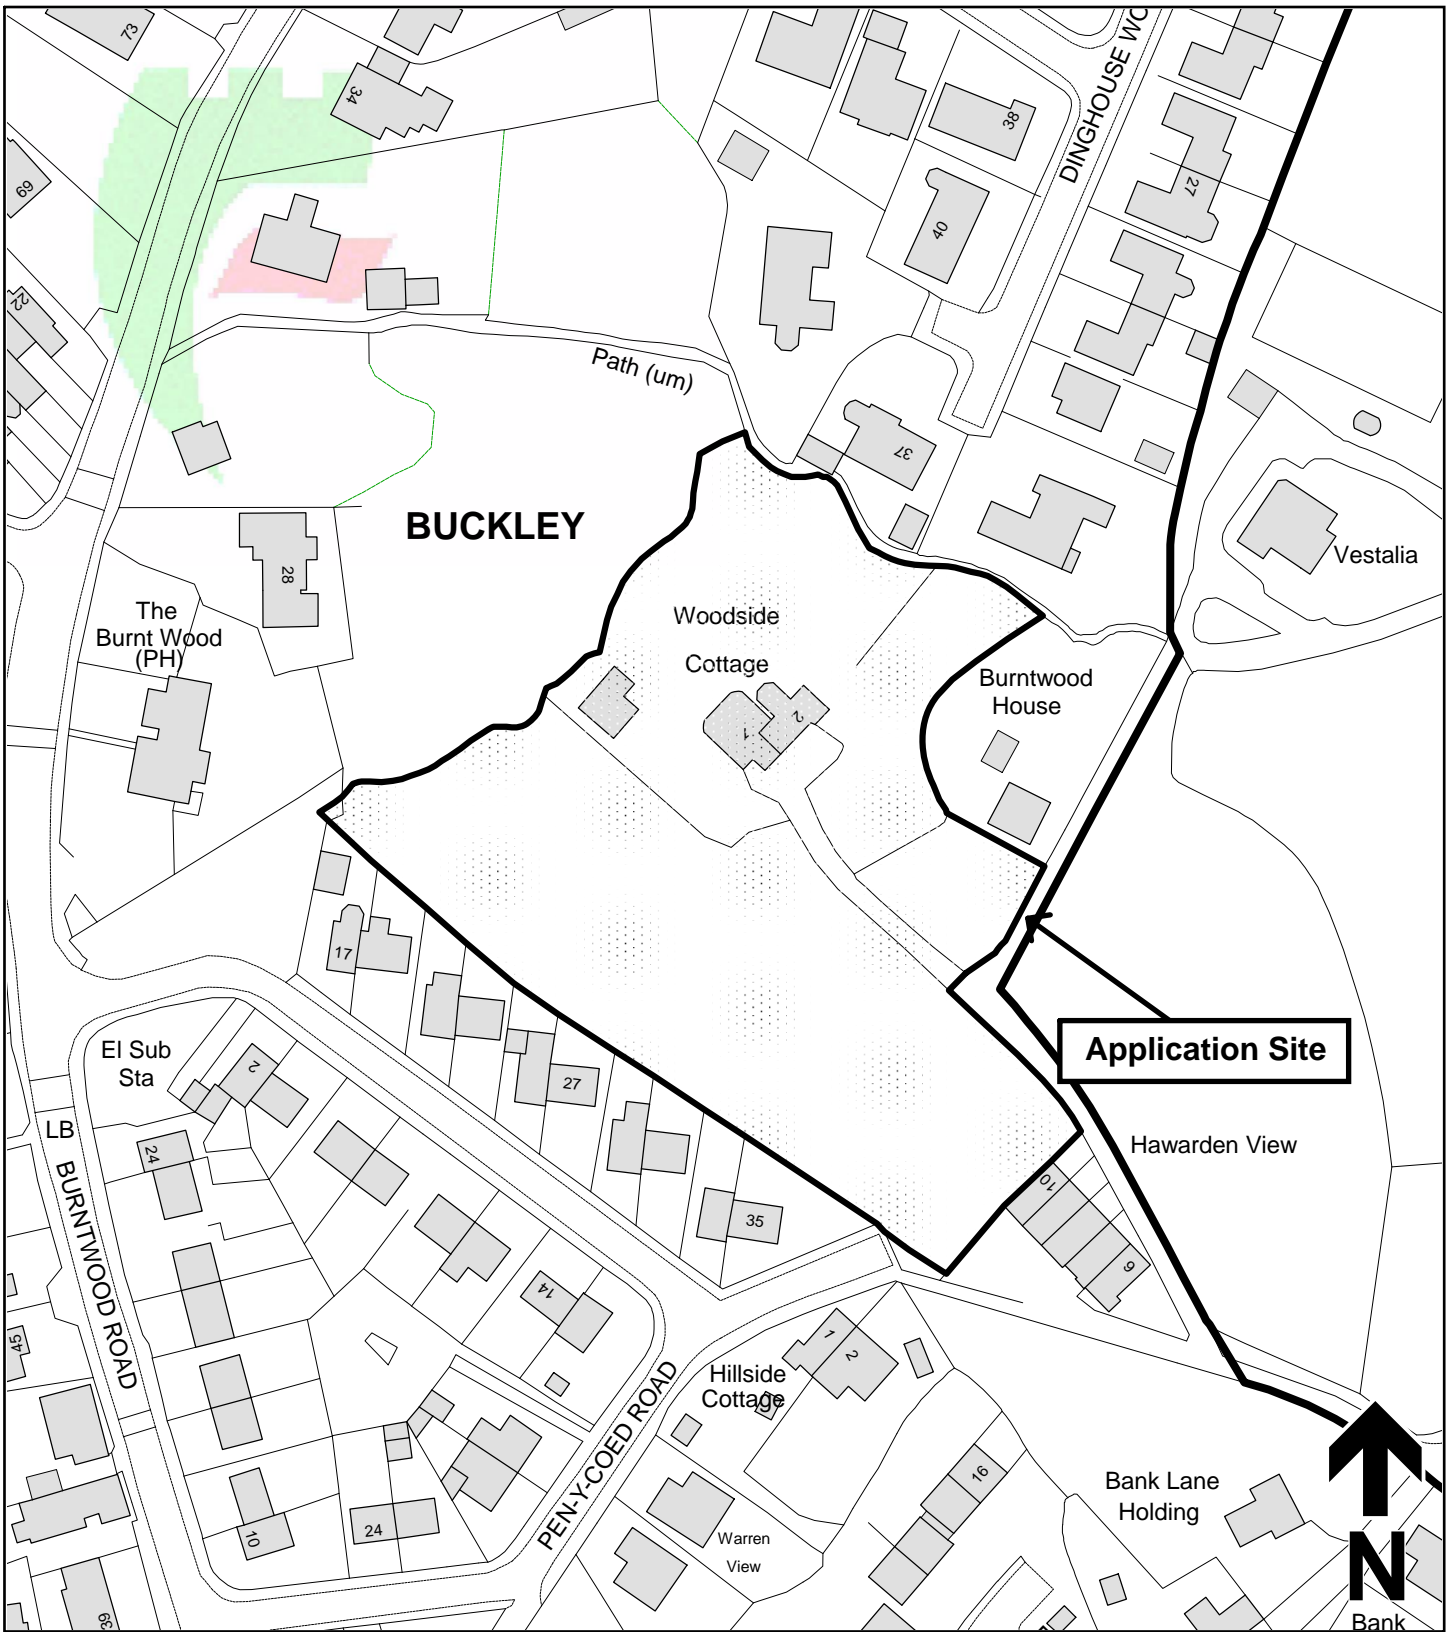 73
34
38
DINGHOUSE WO
69
27
40
22
Path (um)
37
BUCKLEY
Vestalia
28
The
Burnt Wood
(PH)
Woodside
Cottage
Burntwood
House
1
2
17
Application Site
El Sub
Sta
2
27
LB
24
Hawarden View
10
BURNTWOOD ROAD
35
9
14
45
1
2
Hillside
Cottage
PEN-Y-COED ROAD
16
Bank Lane
Holding
10
24
Warren
View
N
39
Bank